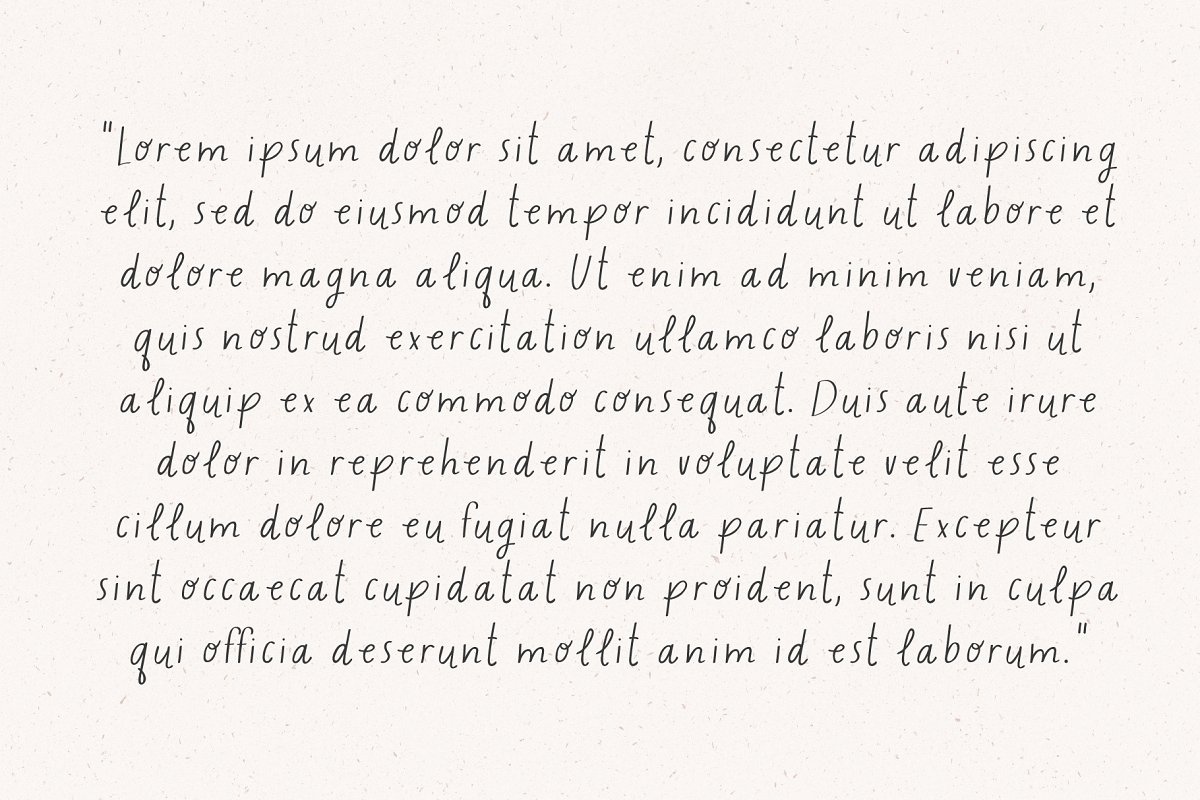 "Lorem ipsum dolor sit amet, consectetur adipiscing
elit, sed do eiusmod tempor incididunt ut labore et
dolore magna aliqua. Ut enim ad minim veniam,
quis nostrud exercitation ullamco laboris nisi ut
aliquip ex ea commodo consequat. Duis aute irure
dolor in reprehenderit in voluptate velit esse
cillum dolore eu fugiat nulla pariatur. Excepteur
sint occaecat cupidatat non proident, sunt in culpa
qui officia deserunt mollit anim id est laborum."